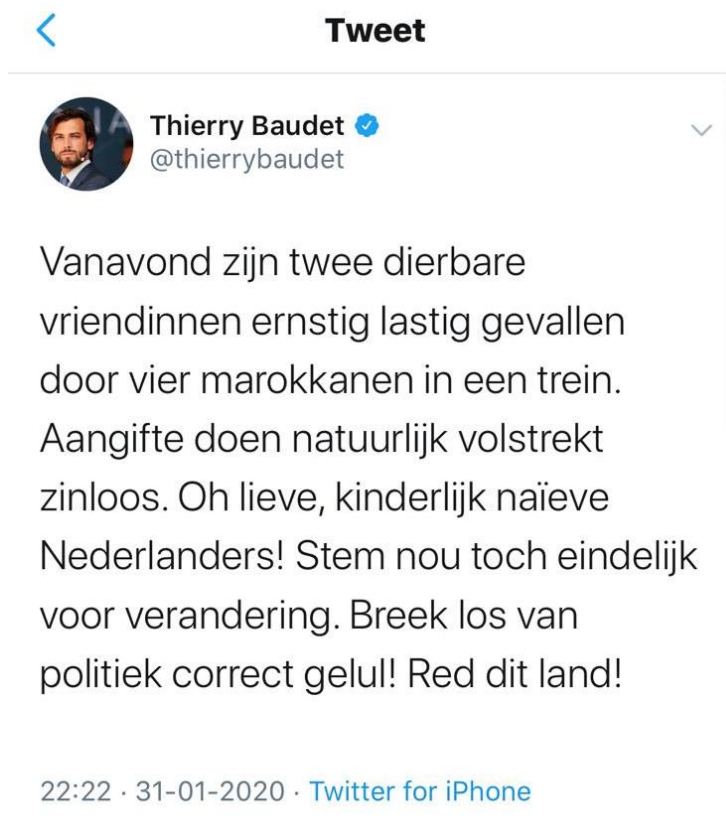 Tweet
Thierry Baudet
@thierrybaudet
Vanavond zijn twee dierbare
vriendinnen ernstig lastig gevallen
door vier marokkanen in een trein.
Aangifte doen natuurlijk volstrekt
zinloos. Oh lieve, kinderlijk naïeve
Nederlanders! Stem nou toch eindelijk
voor verandering. Breek los van
politiek correct gelul! Red dit land!
22:22 · 31-01-2020 · Twitter for iPhone